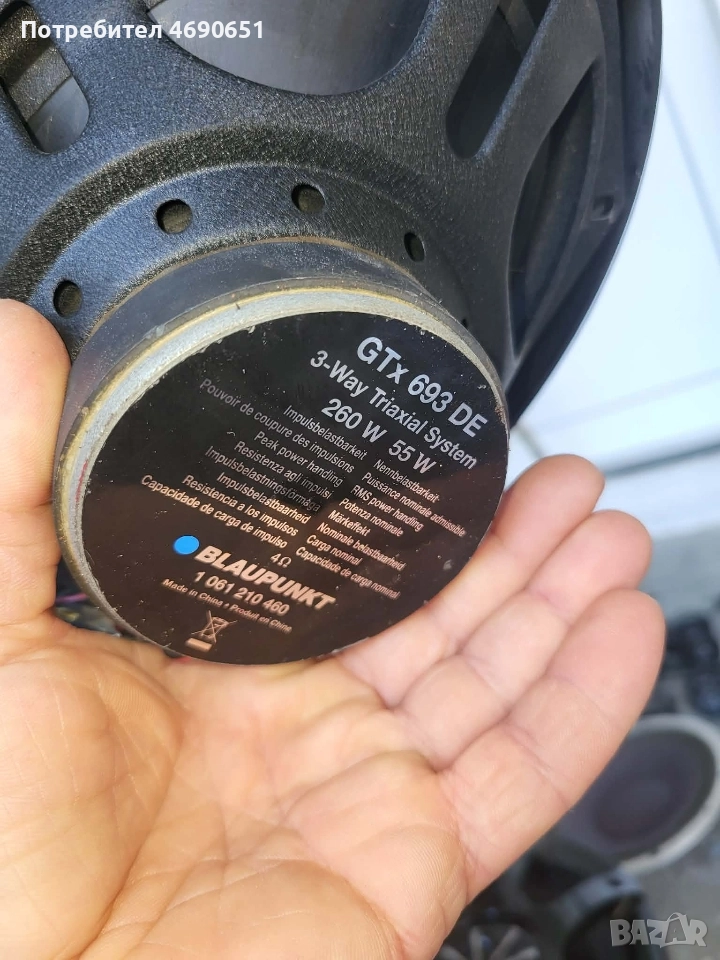 Потребител 4690651
GTx 693 DE
3-Way Triaxial System
260 W 55 W
Impulsbelastbarkeit Nennbelastbarkeit
Pouvoir de coupure des impulsions Puissance nominale admissible
Peak power handling RMS power handling
Resistenza agli impulsi Potenza nominale
Impulsbelastningsförmåga Märkeffekt
Impulsbelastbaarheid Nominale belastbaarheid
Resistencia a los impulsos Carga nominal
Capacidade de carga de impulso Capacidade de carga nominal
4Ω
BLAUPUNKT
1 061 210 460
Made in China • Produit en Chine
BAZAR